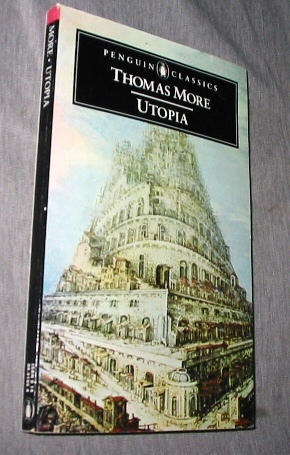 PENGUIN CLASSICS
THOMAS MORE
UTOPIA
MORE · UTOPIA